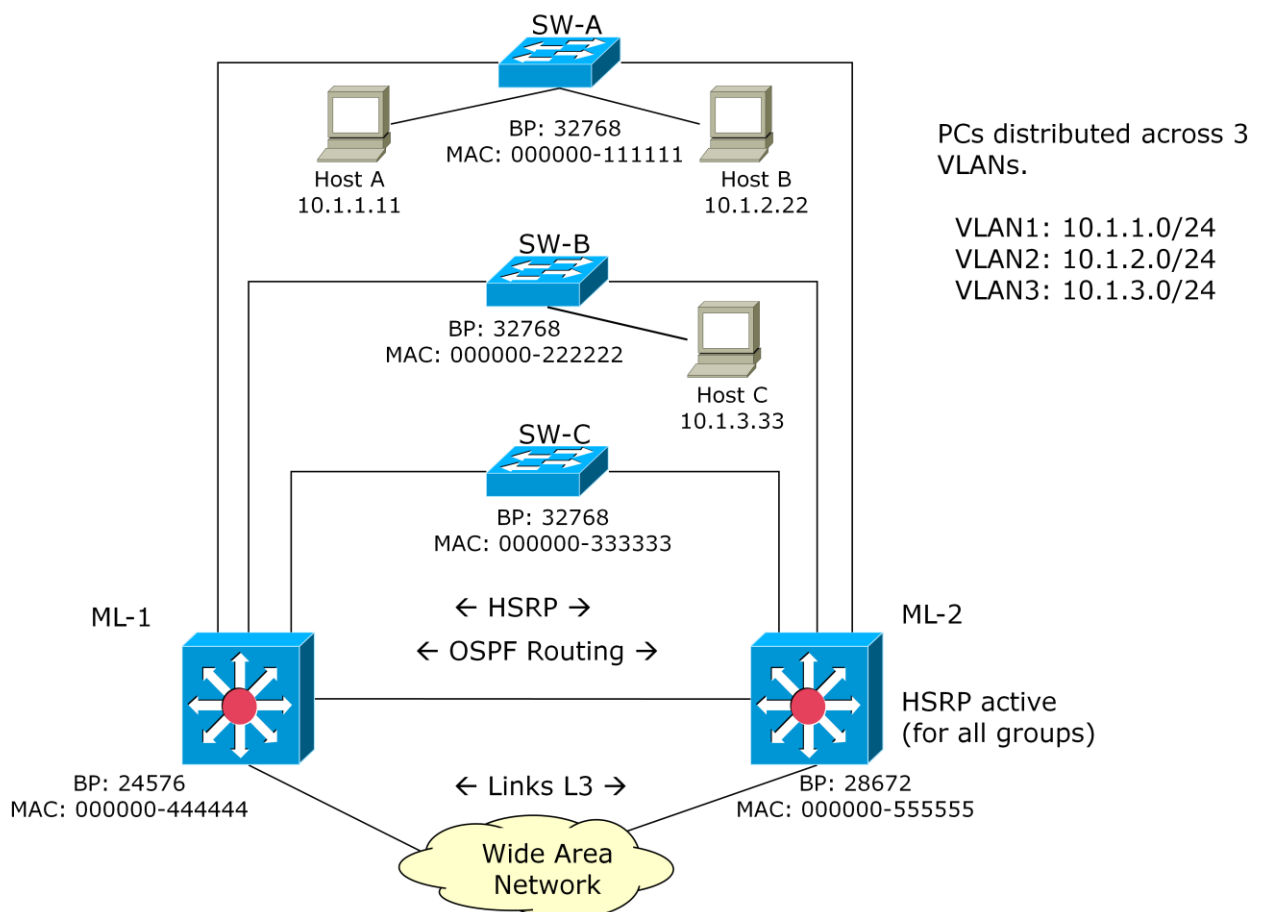 SW-A
BP: 32768
MAC: 000000-111111
Host A
10.1.1.11
Host B
10.1.2.22
PCs distributed across 3
VLANs.
VLAN1: 10.1.1.0/24
VLAN2: 10.1.2.0/24
VLAN3: 10.1.3.0/24
SW-B
BP: 32768
MAC: 000000-222222
Host C
10.1.3.33
SW-C
BP: 32768
MAC: 000000-333333
ML-1
← HSRP →
← OSPF Routing →
ML-2
HSRP active
(for all groups)
BP: 24576
MAC: 000000-444444
← Links L3 →
BP: 28672
MAC: 000000-555555
Wide Area
Network